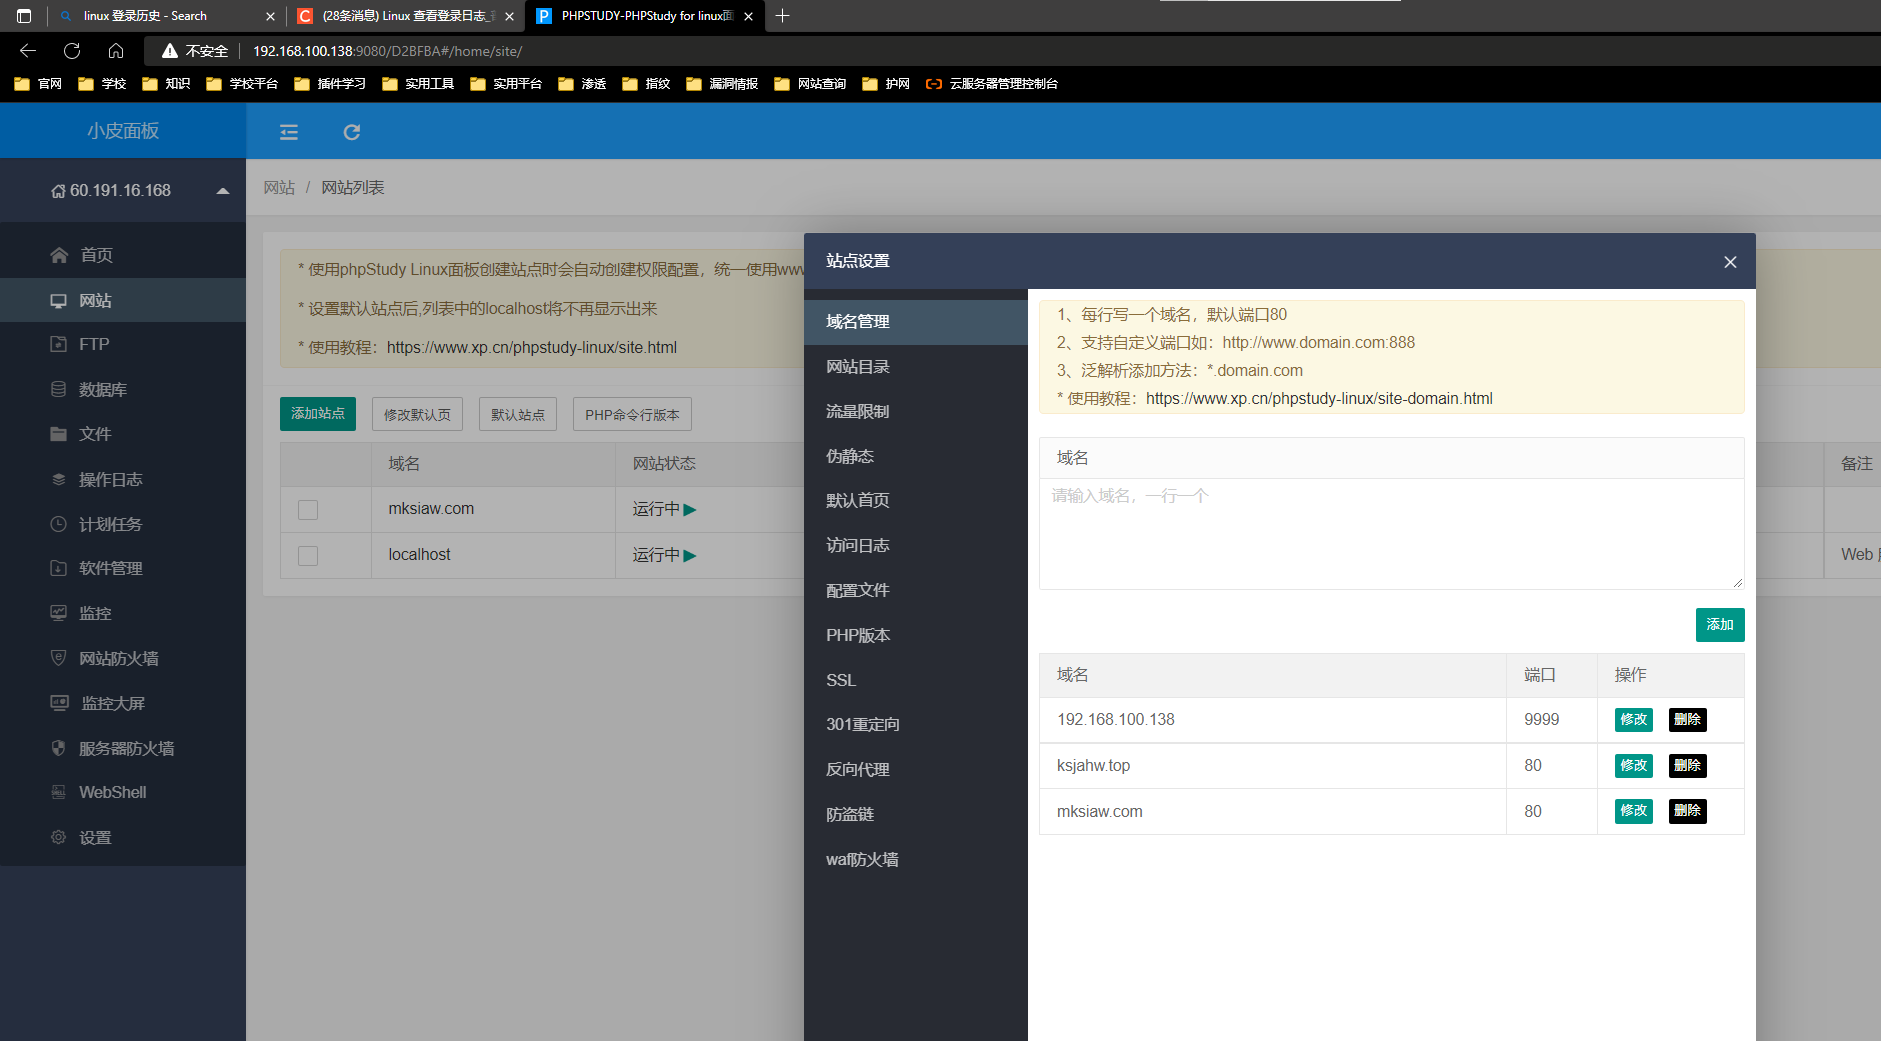 linux 登录历史 - Search
(28条消息) Linux 查看登录日志_
PHPSTUDY-PHPStudy for linux面
不安全
192.168.100.138:9080/D2BFBA#/home/site/
官网
学校
知识
学校平台
插件学习
实用工具
实用平台
渗透
指纹
漏洞情报
网站查询
护网
云服务器管理控制台
小皮面板
60.191.16.168
首页
网站
FTP
数据库
文件
操作日志
计划任务
软件管理
监控
网站防火墙
监控大屏
服务器防火墙
WebShell
设置
网站 / 网站列表
* 使用phpStudy Linux面板创建站点时会自动创建权限配置，统一使用www
* 设置默认站点后,列表中的localhost将不再显示出来
* 使用教程：https://www.xp.cn/phpstudy-linux/site.html
添加站点
修改默认页
默认站点
PHP命令行版本
域名
网站状态
备注
mksiaw.com
运行中
localhost
运行中
Web
站点设置
域名管理
网站目录
流量限制
伪静态
默认首页
访问日志
配置文件
PHP版本
SSL
301重定向
反向代理
防盗链
waf防火墙
1、每行写一个域名，默认端口80
2、支持自定义端口如：http://www.domain.com:888
3、泛解析添加方法：*.domain.com
* 使用教程：https://www.xp.cn/phpstudy-linux/site-domain.html
域名
请输入域名，一行一个
添加
域名 端口 操作
192.168.100.138 9999 修改 删除
ksjahw.top 80 修改 删除
mksiaw.com 80 修改 删除